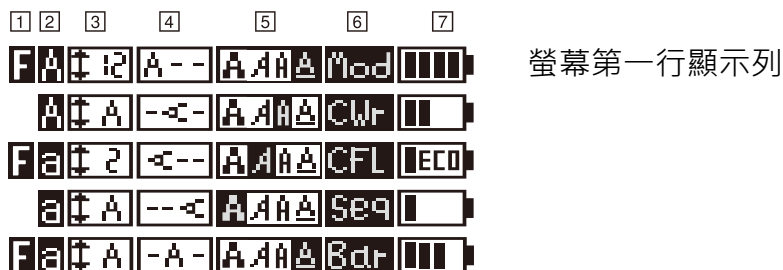 1 2 3 4 5 6 7
F A 12 A - - A A A A Mod 螢幕第一行顯示列
A A - A - A A A A CWr
F a 2 A - - A A A A CFL ECO
a A - - A A A A A Seq
F a A - A - A A A A Bdr